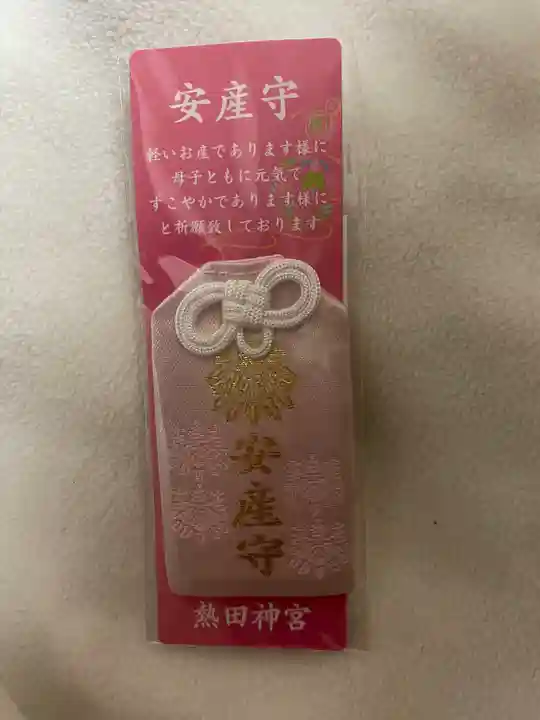 安産守
軽いお産であります様に
母子ともに元気で
すこやかであります様に
と祈願致しております
安産守
熱田神宮